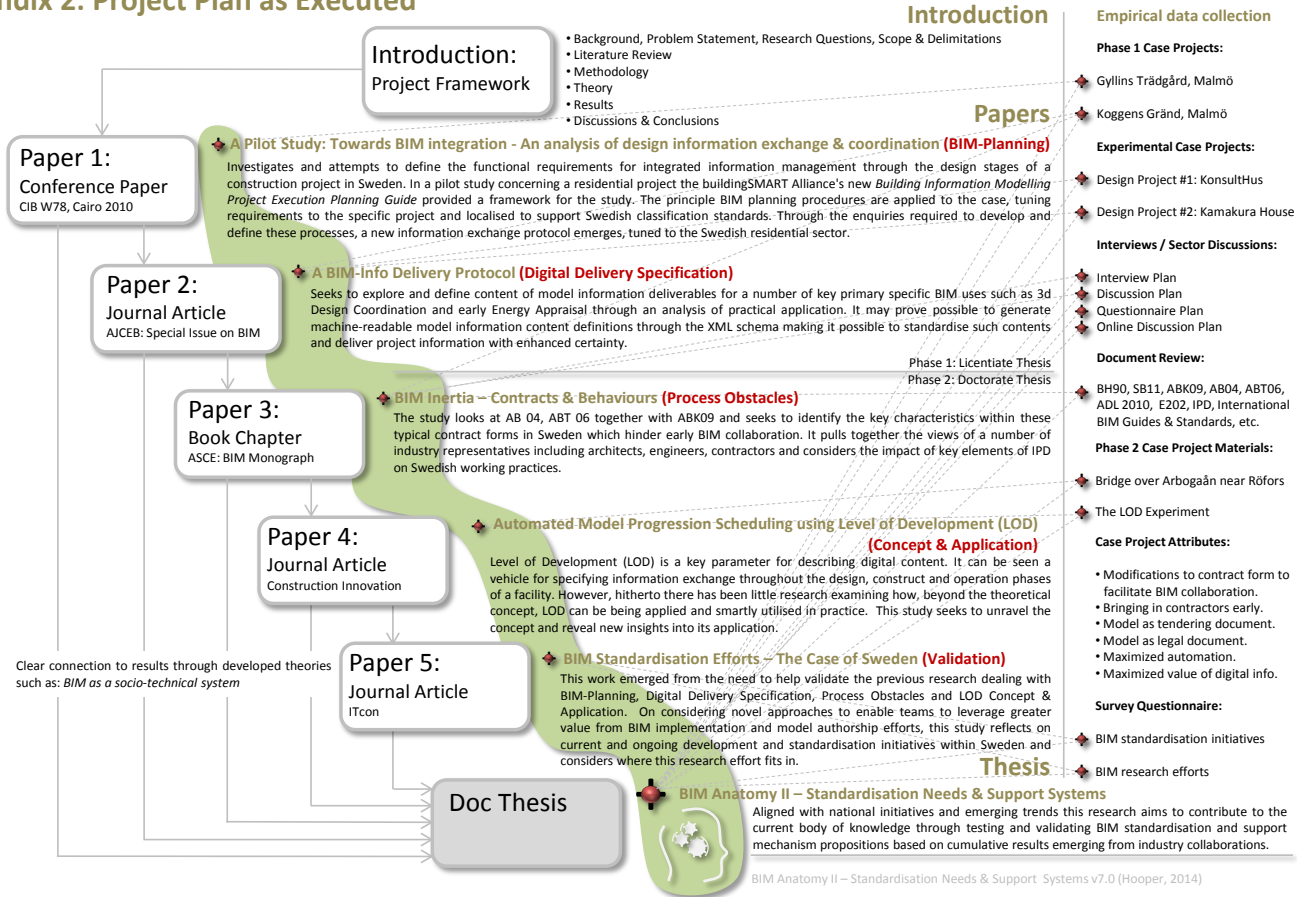 ndix 2: Project Plan as Executed
Introduction:
Project Framework
Introduction
• Background, Problem Statement, Research Questions, Scope & Delimitations
• Literature Review
• Methodology
• Theory
• Results
• Discussions & Conclusions
Papers
Paper 1:
Conference Paper
CIB W78, Cairo 2010
A Pilot Study: Towards BIM integration - An analysis of design information exchange & coordination (BIM-Planning)
Investigates and attempts to define the functional requirements for integrated information management through the design stages of a
construction project in Sweden. In a pilot study concerning a residential project the buildingSMART Alliance's new Building Information Modelling
Project Execution Planning Guide provided a framework for the study. The principle BIM planning procedures are applied to the case, tuning
requirements to the specific project and localised to support Swedish classification standards. Through the enquiries required to develop and
define these processes, a new information exchange protocol emerges, tuned to the Swedish residential sector.
Paper 2:
Journal Article
AJCEB: Special Issue on BIM
A BIM-Info Delivery Protocol (Digital Delivery Specification)
Seeks to explore and define content of model information deliverables for a number of key primary specific BIM uses such as 3d
Design Coordination and early Energy Appraisal through an analysis of practical application. It may prove possible to generate
machine-readable model information content definitions through the XML schema making it possible to standardise such contents
and deliver project information with enhanced certainty.
Phase 1: Licentiate Thesis
Phase 2: Doctorate Thesis
Paper 3:
Book Chapter
ASCE: BIM Monograph
BIM Inertia – Contracts & Behaviours (Process Obstacles)
The study looks at AB 04, ABT 06 together with ABK09 and seeks to identify the key characteristics within these
typical contract forms in Sweden which hinder early BIM collaboration. It pulls together the views of a number of
industry representatives including architects, engineers, contractors and considers the impact of key elements of IPD
on Swedish working practices.
Paper 4:
Journal Article
Construction Innovation
Automated Model Progression Scheduling using Level of Development (LOD)
(Concept & Application)
Level of Development (LOD) is a key parameter for describing digital content. It can be seen a
vehicle for specifying information exchange throughout the design, construct and operation phases
of a facility. However, hitherto there has been little research examining how, beyond the theoretical
concept, LOD can be being applied and smartly utilised in practice. This study seeks to unravel the
concept and reveal new insights into its application.
Clear connection to results through developed theories
such as: BIM as a socio-technical system
Paper 5:
Journal Article
ITcon
BIM Standardisation Efforts – The Case of Sweden (Validation)
This work emerged from the need to help validate the previous research dealing with
BIM-Planning, Digital Delivery Specification, Process Obstacles and LOD Concept &
Application. On considering novel approaches to enable teams to leverage greater
value from BIM implementation and model authorship efforts, this study reflects on
current and ongoing development and standardisation initiatives within Sweden and
considers where this research effort fits in.
Thesis
Doc Thesis
BIM Anatomy II – Standardisation Needs & Support Systems
Aligned with national initiatives and emerging trends this research aims to contribute to the
current body of knowledge through testing and validating BIM standardisation and support
mechanism propositions based on cumulative results emerging from industry collaborations.
BIM Anatomy II – Standardisation Needs & Support Systems v7.0 (Hooper, 2014)
Empirical data collection
Phase 1 Case Projects:
Gyllins Trädgård, Malmö
Koggens Gränd, Malmö
Experimental Case Projects:
Design Project #1: KonsultHus
Design Project #2: Kamakura House
Interviews / Sector Discussions:
Interview Plan
Discussion Plan
Questionnaire Plan
Online Discussion Plan
Document Review:
BH90, SB11, ABK09, AB04, ABT06,
ADL 2010, E202, IPD, International
BIM Guides & Standards, etc.
Phase 2 Case Project Materials:
Bridge over Arbogaån near Röfors
The LOD Experiment
Case Project Attributes:
• Modifications to contract form to
facilitate BIM collaboration.
• Bringing in contractors early.
• Model as tendering document.
• Model as legal document.
• Maximized automation.
• Maximized value of digital info.
Survey Questionnaire:
BIM standardisation initiatives
BIM research efforts